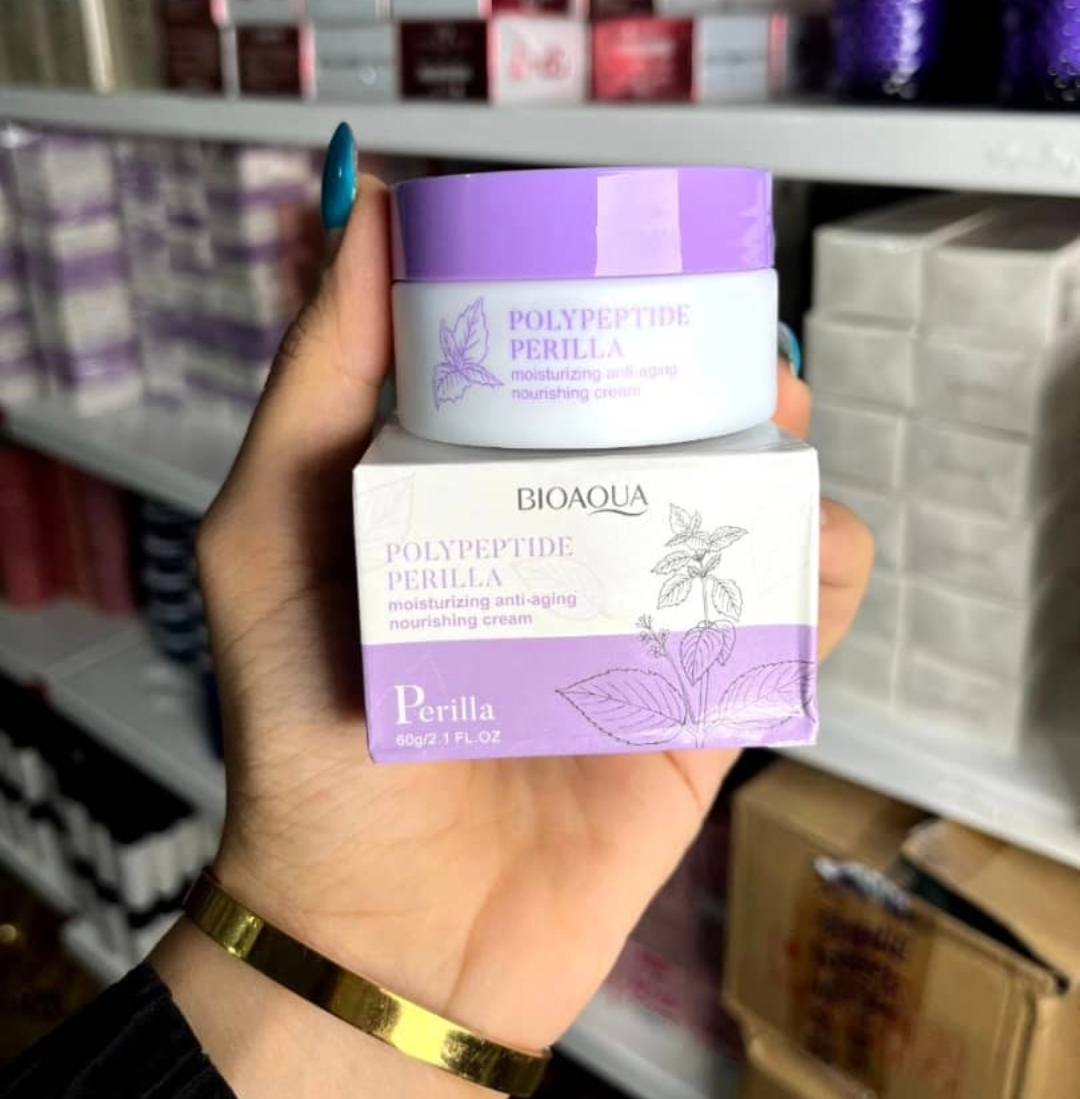 POLYPEPTIDE
PERILLA
moisturizing anti-aging
nourishing cream
BIOAQUA
POLYPEPTIDE
PERILLA
moisturizing anti-aging
nourishing cream
Perilla
60g/2.1 FL.OZ